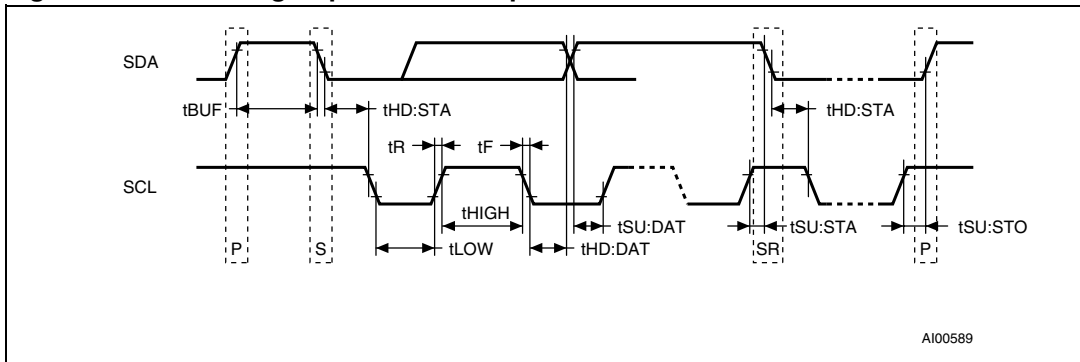 SDA
tBUF
tHD:STA
tHD:STA
tR
tF
SCL
tHIGH
tSU:DAT
tSU:STA
tSU:STO
P
S
tLOW
tHD:DAT
SR
P
AI00589